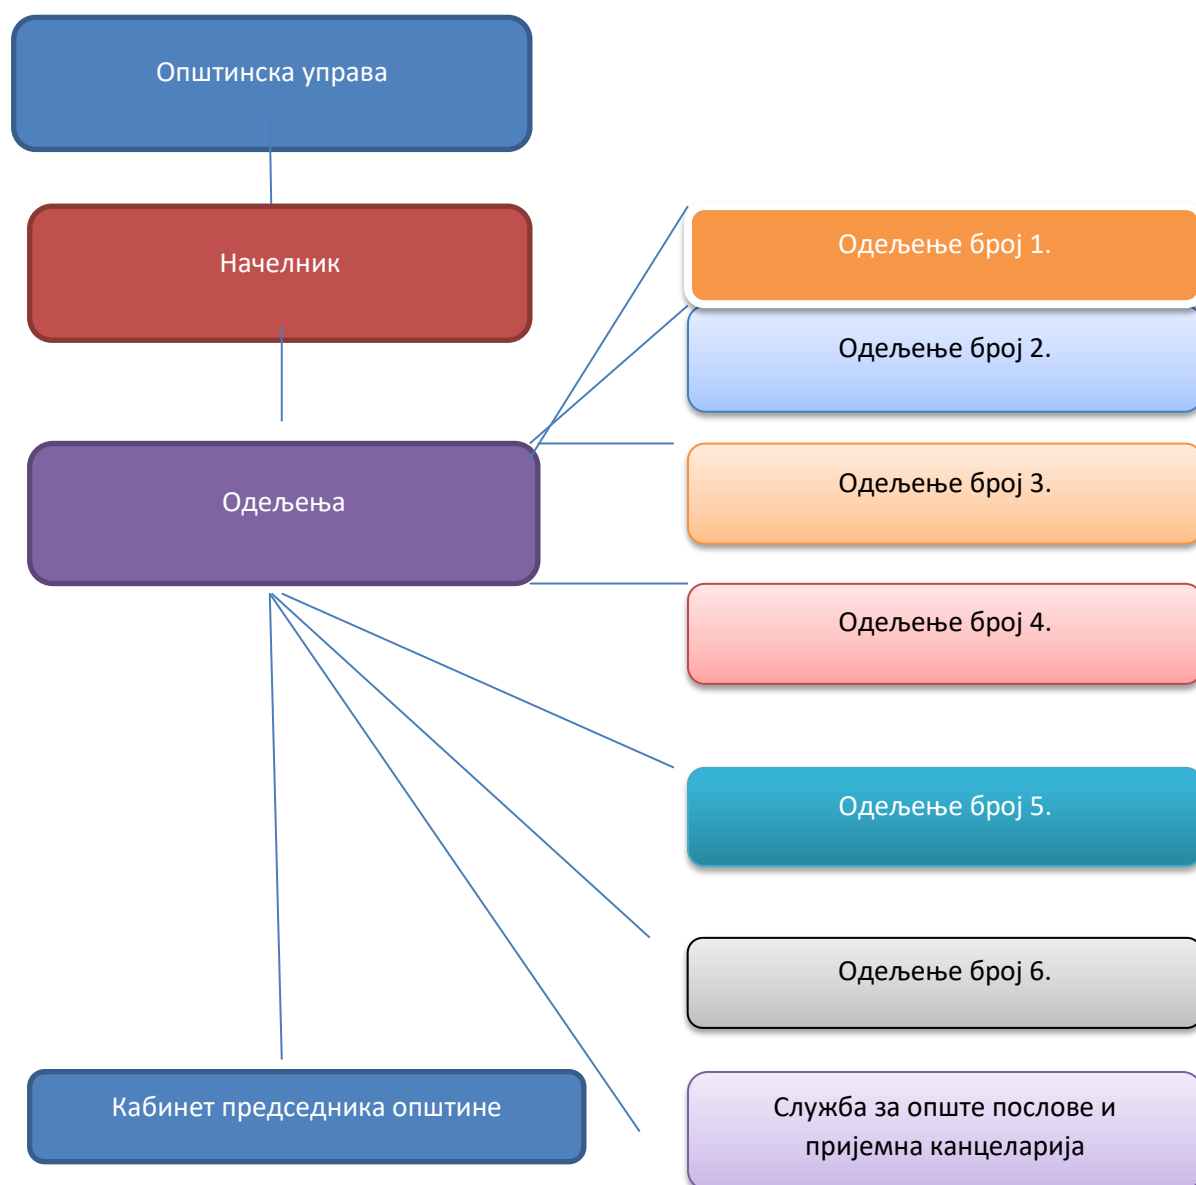 Општинска управа
Начелник
Одељење број 1.
Одељење број 2.
Одељења
Одељење број 3.
Одељење број 4.
Одељење број 5.
Одељење број 6.
Кабинет председника општине
Служба за опште послове и
пријемна канцеларија